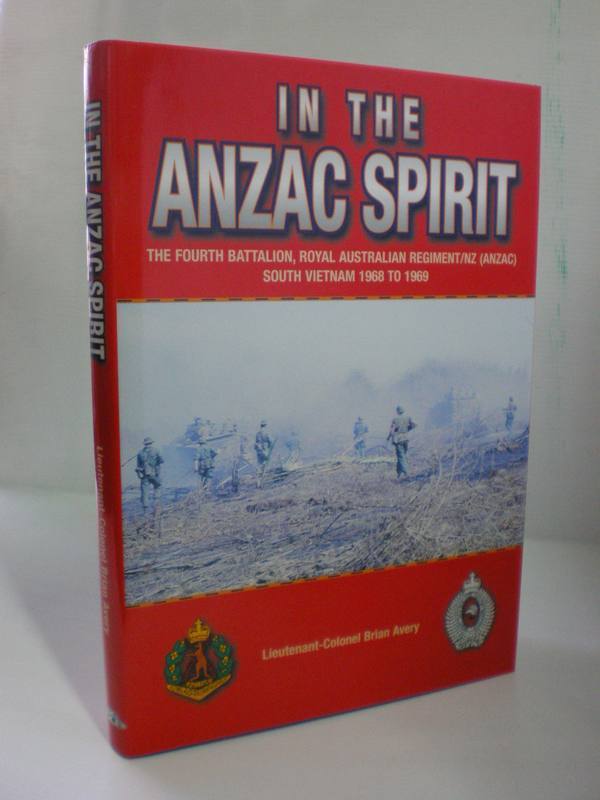 IN THE
ANZAC SPIRIT
THE FOURTH BATTALION, ROYAL AUSTRALIAN REGIMENT/NZ (ANZAC)
SOUTH VIETNAM 1968 TO 1969
Lieutenant-Colonel Brian Avery
IN THE ANZAC SPIRIT
Lieutenant-Colonel Brian Avery